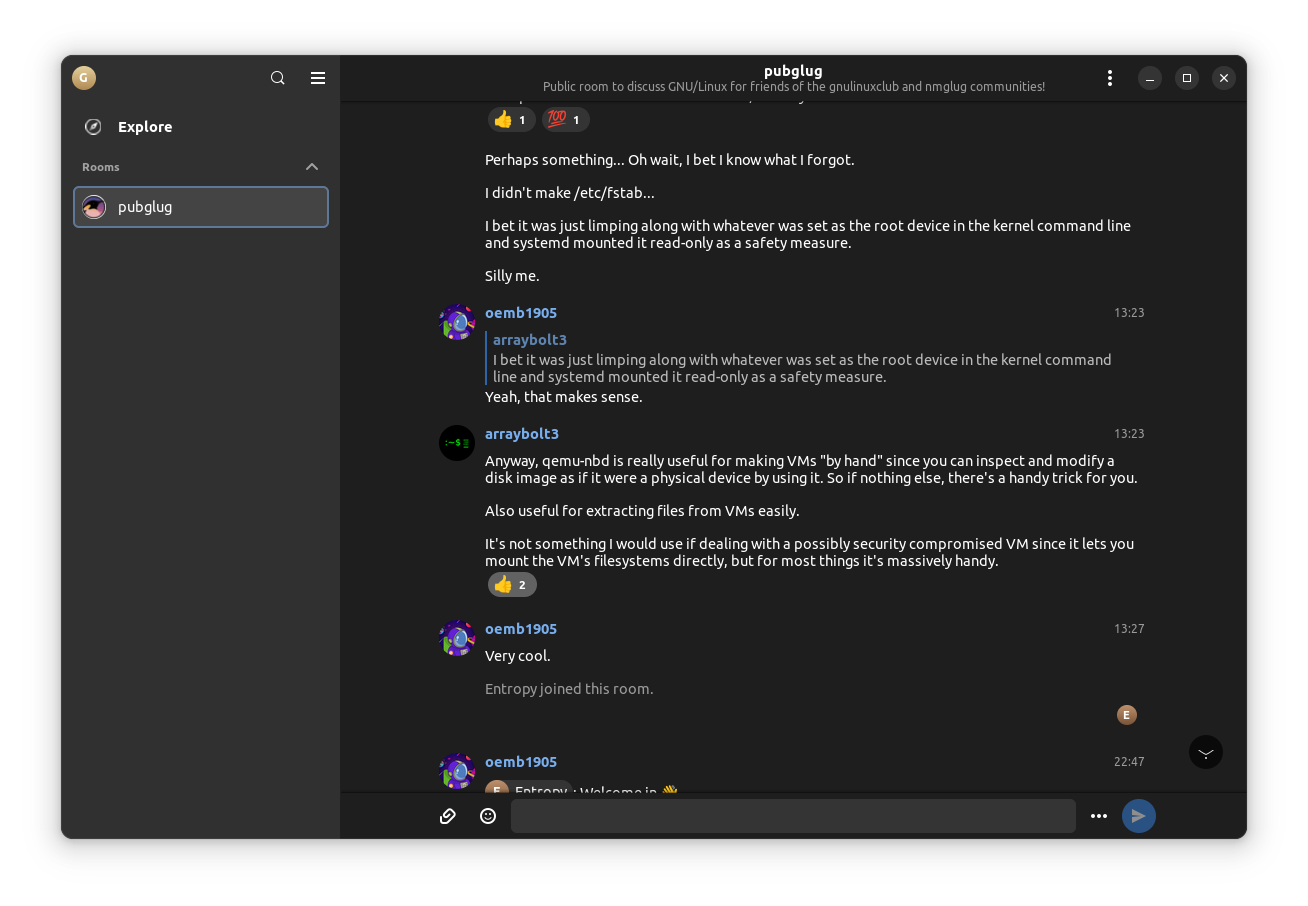 G
pubglug
Public room to discuss GNU/Linux for friends of the gnulinuxclub and nmglug communities!
Explore
Rooms
pubglug
👍 1 💯 1
Perhaps something... Oh wait, I bet I know what I forgot.
I didn't make /etc/fstab...
I bet it was just limping along with whatever was set as the root device in the kernel command line
and systemd mounted it read-only as a safety measure.
Silly me.
oemb1905 13:23
arraybolt3
I bet it was just limping along with whatever was set as the root device in the kernel command
line and systemd mounted it read-only as a safety measure.
Yeah, that makes sense.
:~$
arraybolt3 13:23
Anyway, qemu-nbd is really useful for making VMs "by hand" since you can inspect and modify a
disk image as if it were a physical device by using it. So if nothing else, there's a handy trick for you.
Also useful for extracting files from VMs easily.
It's not something I would use if dealing with a possibly security compromised VM since it lets you
mount the VM's filesystems directly, but for most things it's massively handy.
👍 2
oemb1905 13:27
Very cool.
Entropy joined this room.
E
oemb1905 22:47
E Entropy : Welcome in 👋